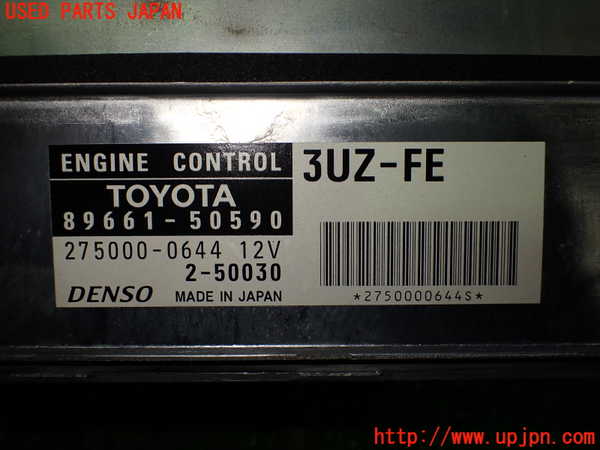 USED PARTS JAPAN
ENGINE CONTROL
3UZ-FE
TOYOTA
89661-50590
275000-0644 12V
2-50030
DENSO MADE IN JAPAN
*2750000644S*
http://www.upjpn.com/